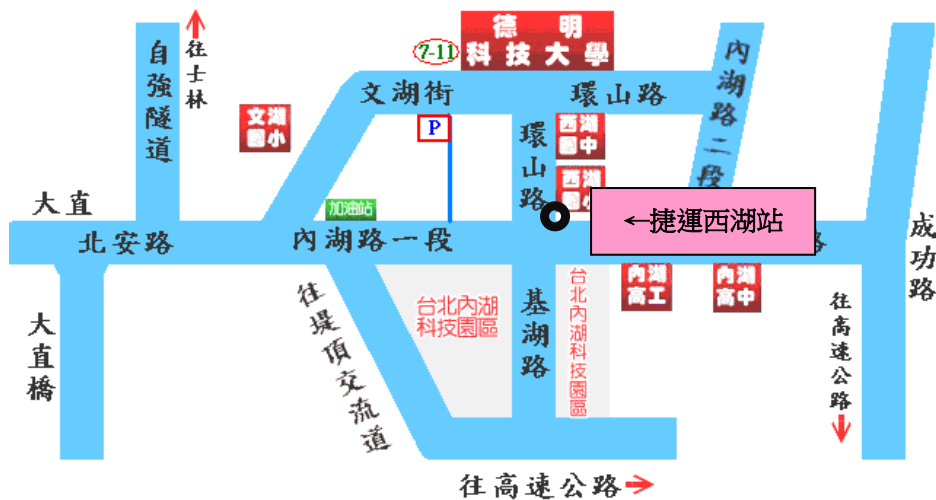 德明
科技大學
7-11
往士林
自強隧道
文湖街
環山路
內湖路二段
P
文湖
國小
西湖
國中
環山路
西湖
國小
大直
加油站
←捷運西湖站
北安路
內湖路一段
路
成功路
內湖
高工
內湖
高中
往堤頂交流道
台北內湖
科技園區
基湖路
台北內湖科技園區
大直橋
往高速公路
往高速公路